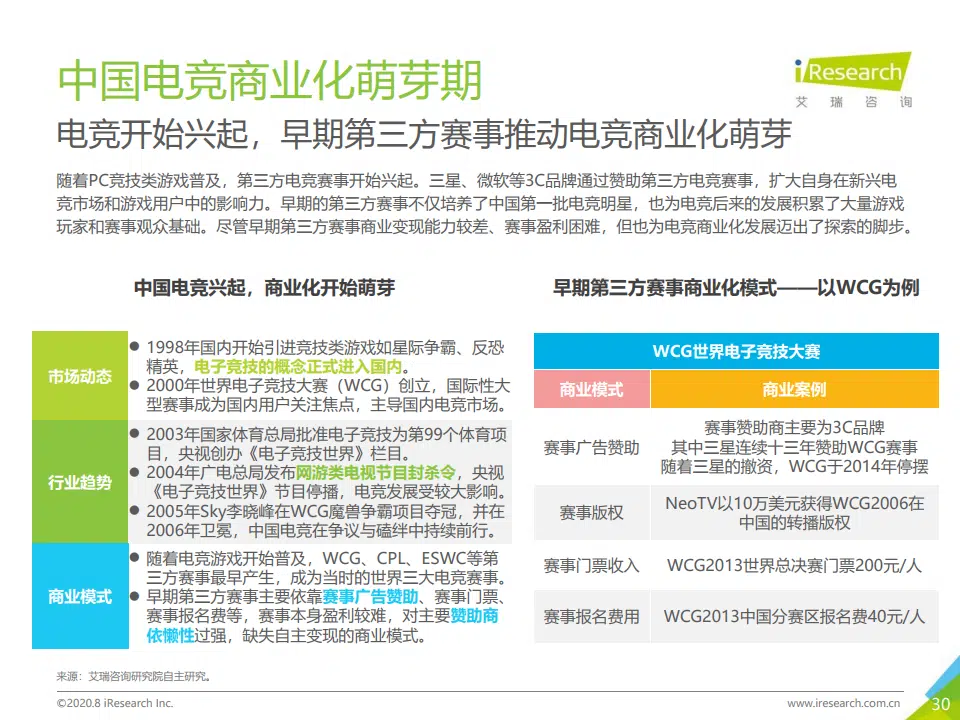 中国电竞商业化萌芽期
iResearch
艾 瑞 咨 询
电竞开始兴起，早期第三方赛事推动电竞商业化萌芽
随着PC竞技类游戏普及，第三方电竞赛事开始兴起。三星、微软等3C品牌通过赞助第三方电竞赛事，扩大自身在新兴电
竞市场和游戏用户中的影响力。早期的第三方赛事不仅培养了中国第一批电竞明星，也为电竞后来的发展积累了大量游戏
玩家和赛事观众基础。尽管早期第三方赛事商业变现能力较差、赛事盈利困难，但也为电竞商业化发展迈出了探索的脚步。
中国电竞兴起，商业化开始萌芽
市场动态
● 1998年国内开始引进竞技类游戏如星际争霸、反恐
精英，电子竞技的概念正式进入国内。
● 2000年世界电子竞技大赛（WCG）创立，国际性大
型赛事成为国内用户关注焦点，主导国内电竞市场。
行业趋势
● 2003年国家体育总局批准电子竞技为第99个体育项
目，央视创办《电子竞技世界》栏目。
● 2004年广电总局发布网游类电视节目封杀令，央视
《电子竞技世界》节目停播，电竞发展受较大影响。
● 2005年Sky李晓峰在WCG魔兽争霸项目夺冠，并在
2006年卫冕，中国电竞在争议与磕绊中持续前行。
商业模式
● 随着电竞游戏开始普及，WCG、CPL、ESWC等第
三方赛事最早产生，成为当时的世界三大电竞赛事。
● 早期第三方赛事主要依靠赛事广告赞助、赛事门票、
赛事报名费等，赛事本身盈利较难，对主要赞助商
依懒性过强，缺失自主变现的商业模式。
早期第三方赛事商业化模式——以WCG为例
WCG世界电子竞技大赛
商业模式 商业案例
赛事广告赞助
赛事赞助商主要为3C品牌
其中三星连续十三年赞助WCG赛事
随着三星的撤资，WCG于2014年停摆
赛事版权
NeoTV以10万美元获得WCG2006在
中国的转播版权
赛事门票收入 WCG2013世界总决赛门票200元/人
赛事报名费用 WCG2013中国分赛区报名费40元/人
来源：艾瑞咨询研究院自主研究。
©2020.8 iResearch Inc.
www.iresearch.com.cn
30